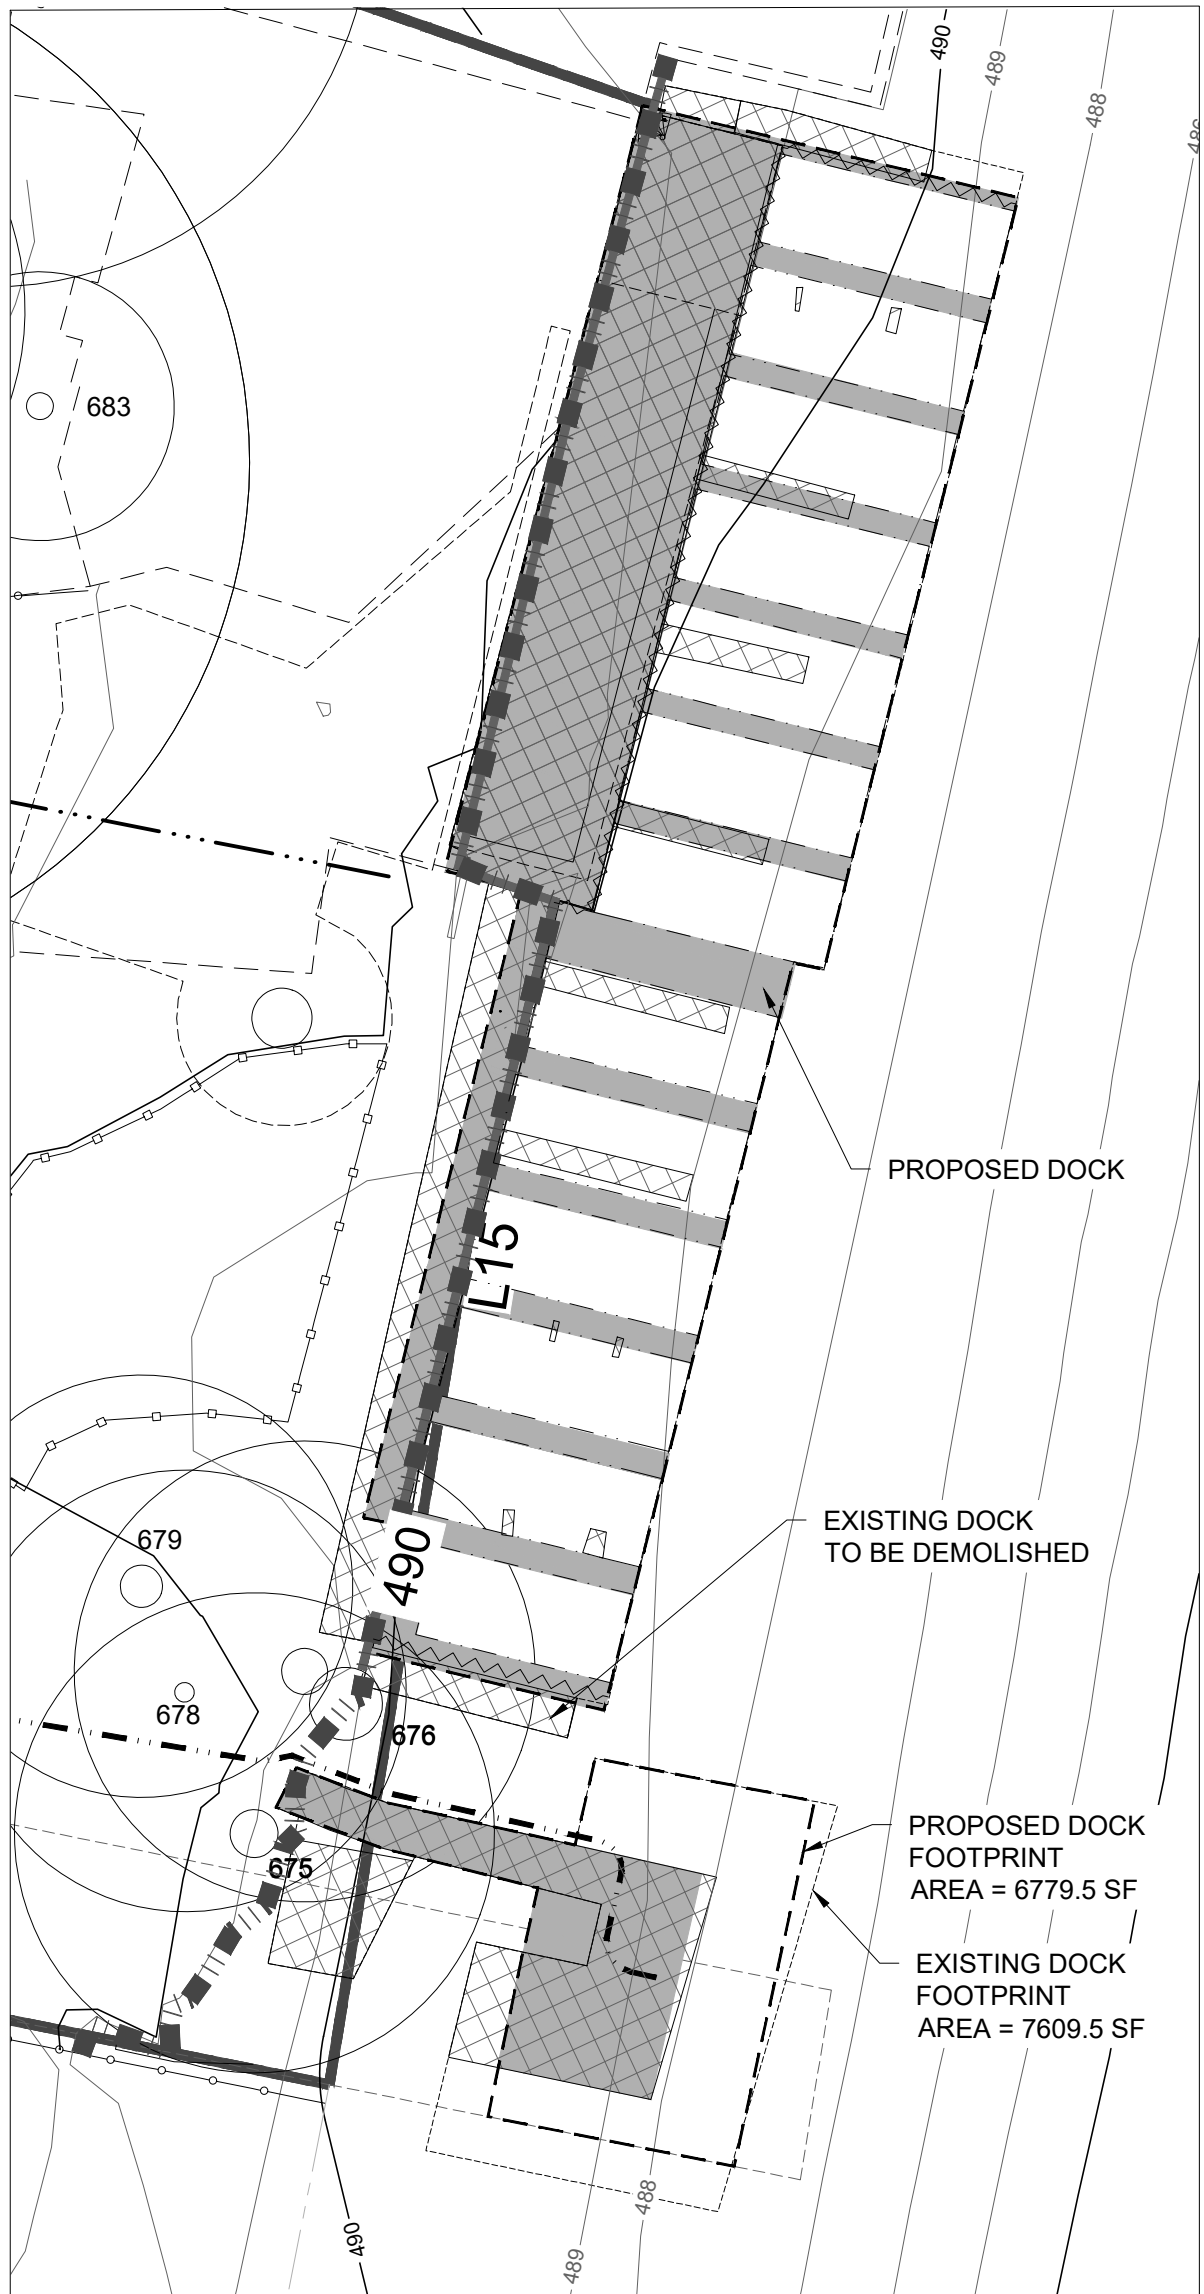 490
489
488
486
683
PROPOSED DOCK
L 15
EXISTING DOCK
TO BE DEMOLISHED
679
490
678
676
PROPOSED DOCK
FOOTPRINT
AREA = 6779.5 SF
675
EXISTING DOCK
FOOTPRINT
AREA = 7609.5 SF
488
490
489